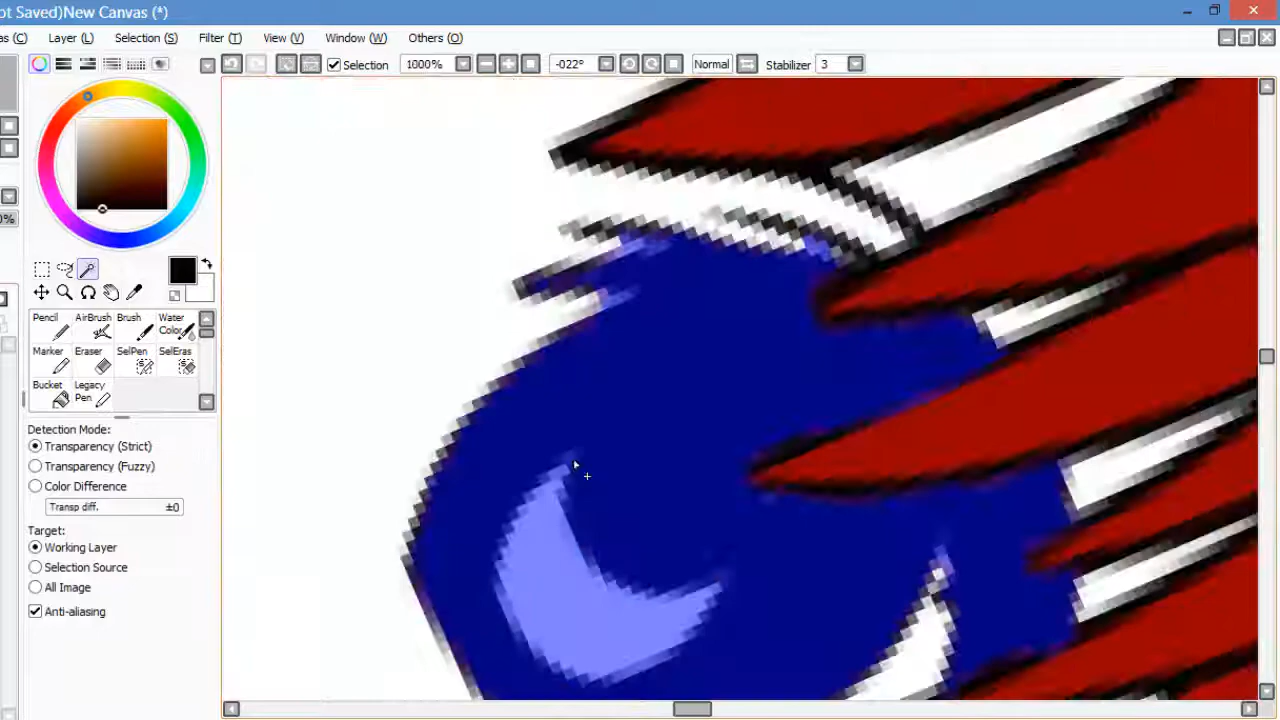 ot Saved)New Canvas (*)
as (C) Layer (L) Selection (S) Filter (T) View (V) Window (W) Others (O)
Selection 1000% -022° Normal Stabilizer 3
0%
Pencil AirBrush Brush Water Color
Marker Eraser SelPen SelEras
Bucket Legacy Pen
Detection Mode:
Transparency (Strict)
Transparency (Fuzzy)
Color Difference
Transp diff. ±0
Target:
Working Layer
Selection Source
All Image
Anti-aliasing